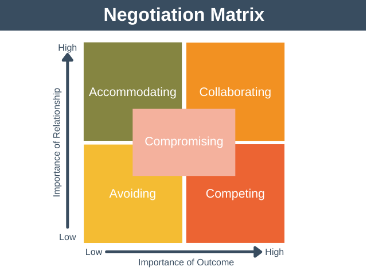 Negotiation Matrix
High
Accommodating
Collaborating
Importance of Relationship
Compromising
Avoiding
Competing
Low
Low
High
Importance of Outcome